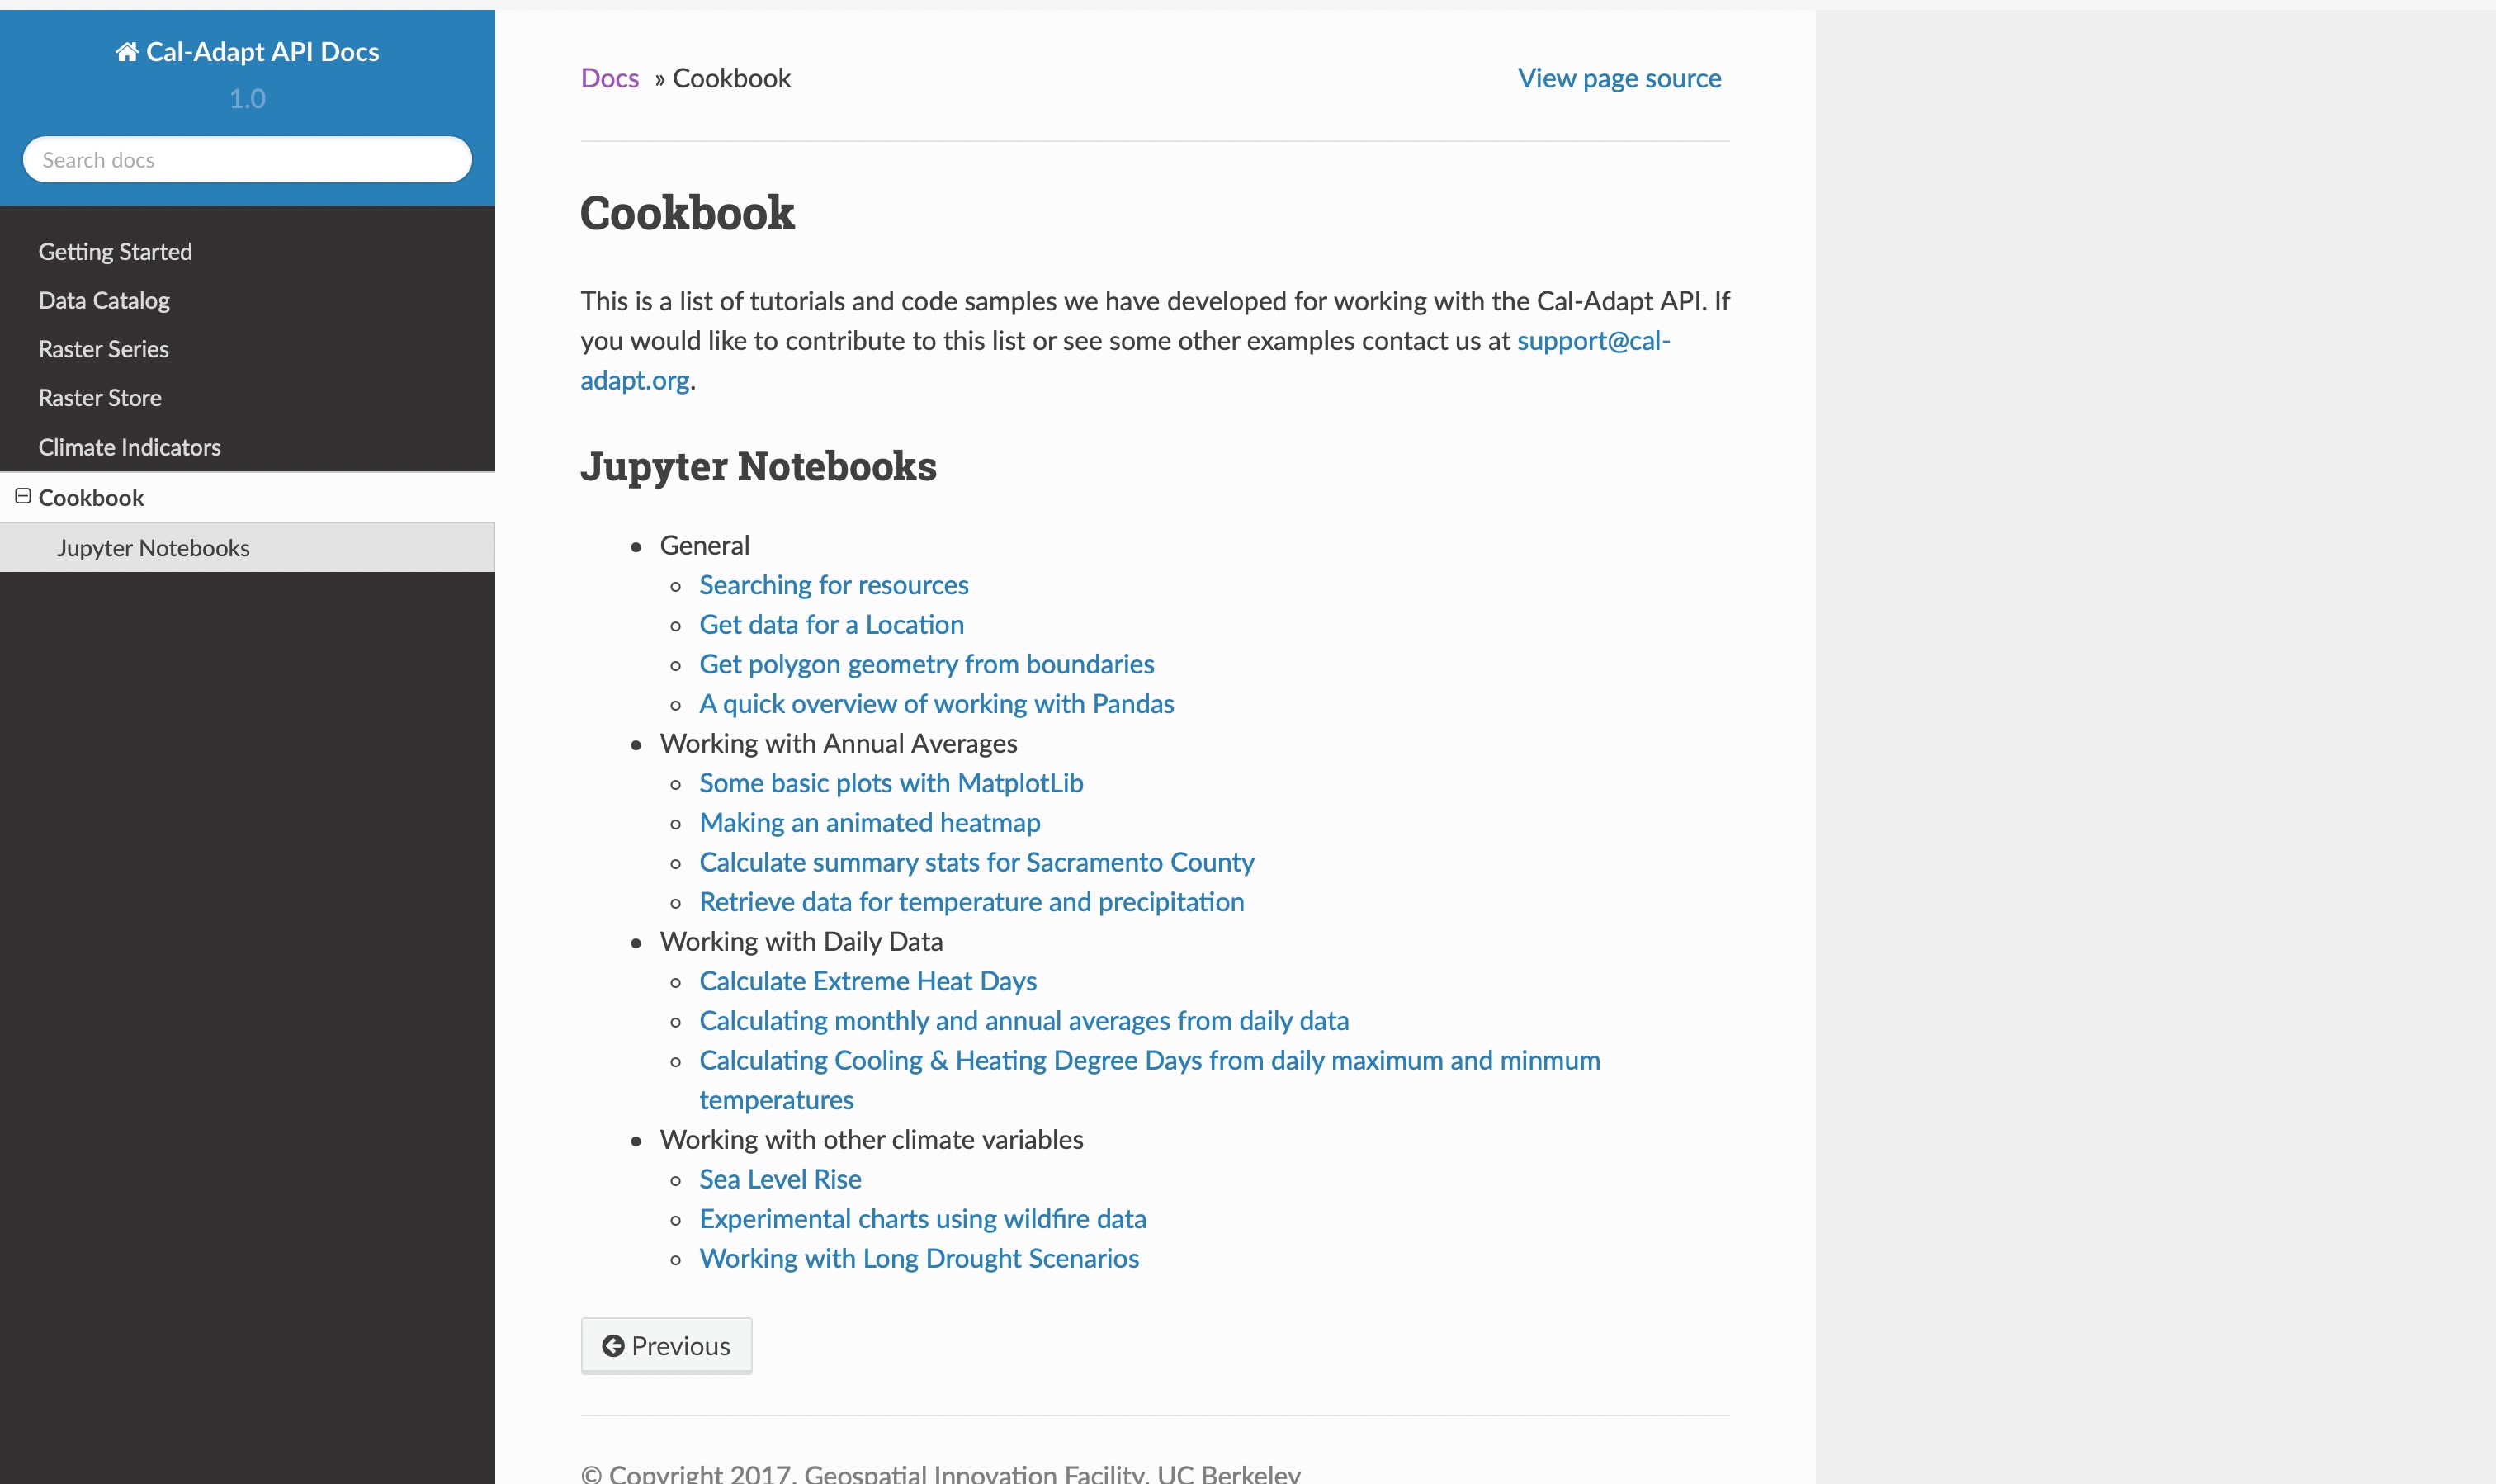 Cal-Adapt API Docs
1.0
Search docs
Getting Started
Data Catalog
Raster Series
Raster Store
Climate Indicators
Cookbook
Jupyter Notebooks
Docs » Cookbook
View page source
Cookbook
This is a list of tutorials and code samples we have developed for working with the Cal-Adapt API. If
you would like to contribute to this list or see some other examples contact us at support@cal-
adapt.org.
Jupyter Notebooks
General
Searching for resources
Get data for a Location
Get polygon geometry from boundaries
A quick overview of working with Pandas
Working with Annual Averages
Some basic plots with MatplotLib
Making an animated heatmap
Calculate summary stats for Sacramento County
Retrieve data for temperature and precipitation
Working with Daily Data
Calculate Extreme Heat Days
Calculating monthly and annual averages from daily data
Calculating Cooling & Heating Degree Days from daily maximum and minmum
temperatures
Working with other climate variables
Sea Level Rise
Experimental charts using wildfire data
Working with Long Drought Scenarios
Previous
© Copyright 2017, Geospatial Innovation Facility, UC Berkeley